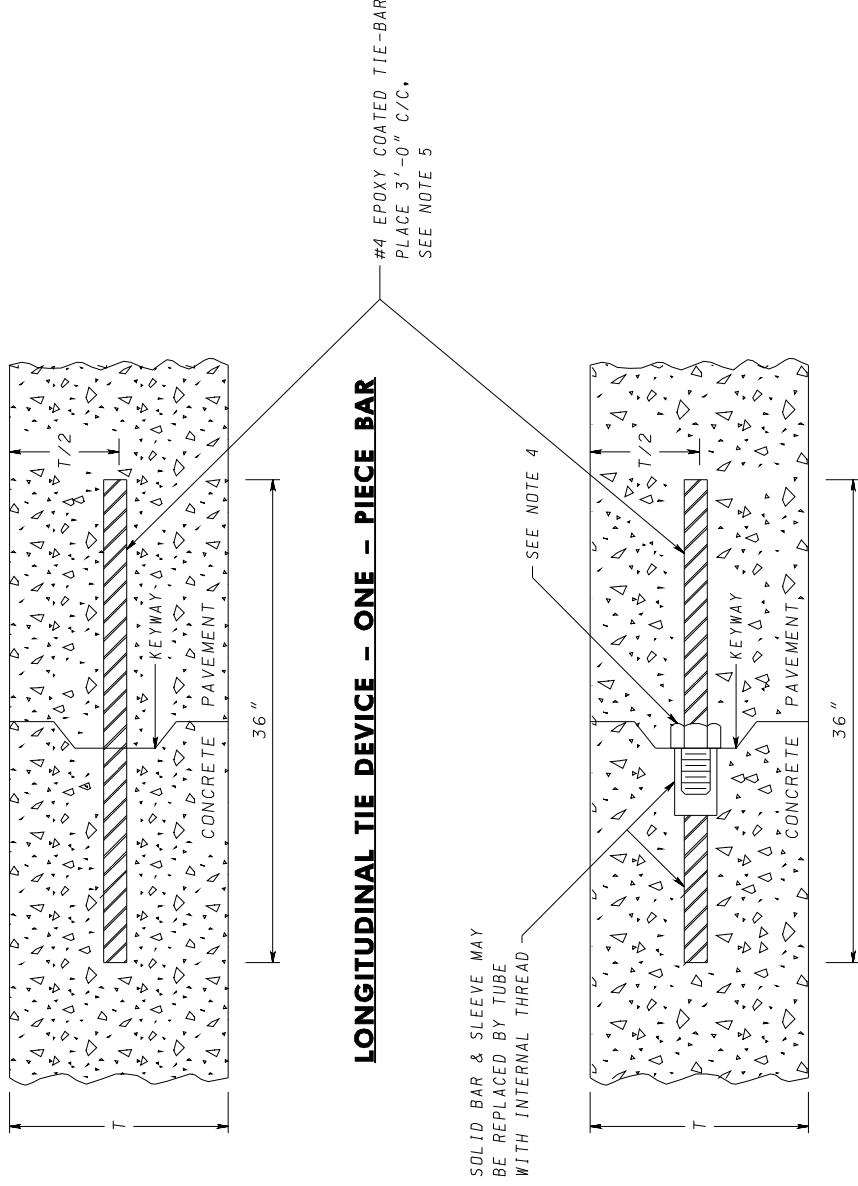 T/2
KEYWAY
CONCRETE PAVEMENT
T
36"
#4 EPOXY COATED TIE-BAR
PLACE 3'-0" C/C,
SEE NOTE 5
LONGITUDINAL TIE DEVICE - ONE - PIECE BAR
SOLID BAR & SLEEVE MAY
BE REPLACED BY TUBE
WITH INTERNAL THREAD
SEE NOTE 4
T/2
KEYWAY
CONCRETE PAVEMENT
T
36"